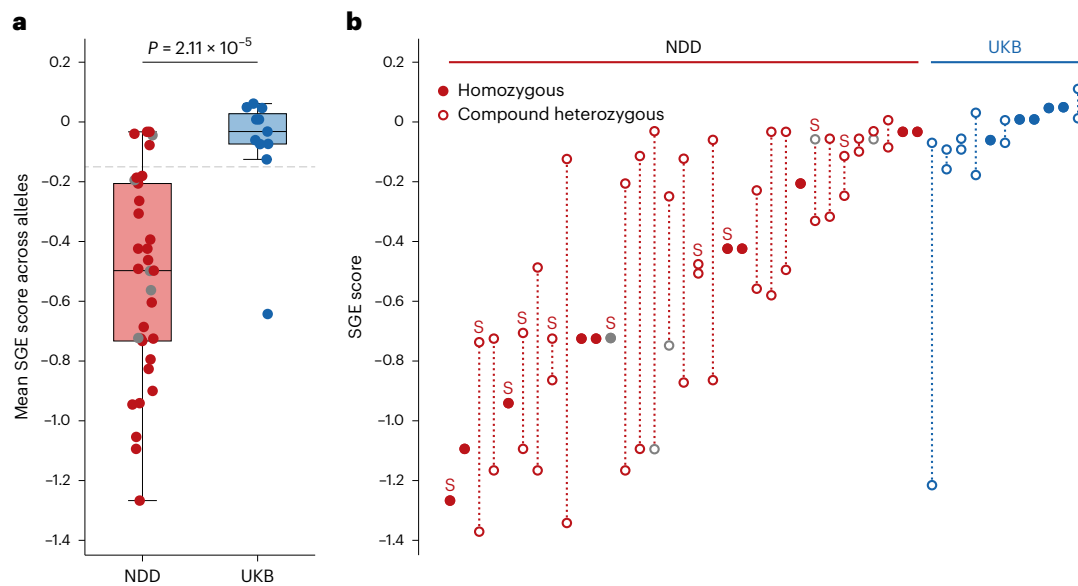 a
P = 2.11 × 10⁻⁵
0.2
0
−0.2
−0.4
−0.6
−0.8
−1.0
−1.2
−1.4
Mean SGE score across alleles
NDD
UKB
b
NDD
UKB
Homozygous
Compound heterozygous
0.2
0
−0.2
−0.4
−0.6
−0.8
−1.0
−1.2
−1.4
SGE score
S
S
S
S
S
S
S
S
S
S